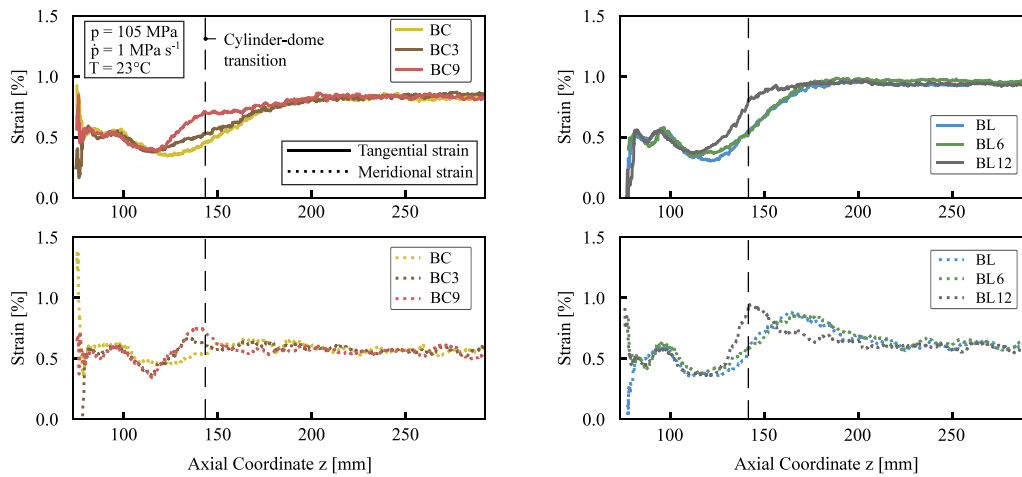 1.5
1.0
0.5
0.0
Strain [%]
p = 105 MPa
ṗ = 1 MPa s⁻¹
T = 23°C
Cylinder-dome
transition
BC
BC3
BC9
Tangential strain
Meridional strain
100
150
200
250
1.5
1.0
0.5
0.0
Strain [%]
BL
BL6
BL12
100
150
200
250
1.5
1.0
0.5
0.0
Strain [%]
BC
BC3
BC9
100
150
200
250
Axial Coordinate z [mm]
1.5
1.0
0.5
0.0
Strain [%]
BL
BL6
BL12
100
150
200
250
Axial Coordinate z [mm]